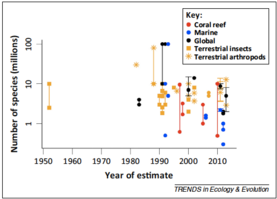 Key:
Coral reef
Marine
Global
Terrestrial insects
Terrestrial arthropods
Number of species (millions)
100
10
1
1950
1960
1970
1980
1990
2000
2010
Year of estimate
TRENDS in Ecology & Evolution